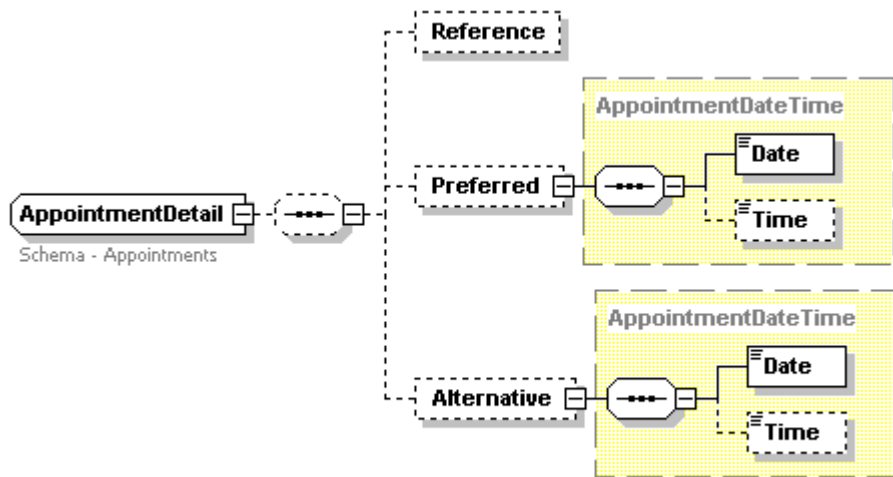 Reference
AppointmentDateTime
Date
Preferred
Time
AppointmentDetail
Schema - Appointments
AppointmentDateTime
Date
Alternative
Time